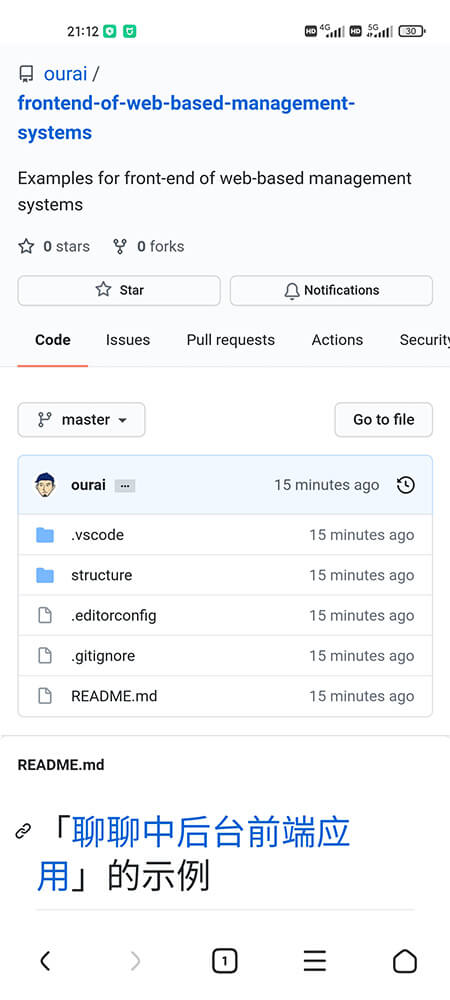 21:12 HD 4G HD 5G 30
ourai /
frontend-of-web-based-management-
systems
Examples for front-end of web-based management
systems
0 stars 0 forks
Star Notifications
Code Issues Pull requests Actions Security
master Go to file
ourai ... 15 minutes ago
.vscode 15 minutes ago
structure 15 minutes ago
.editorconfig 15 minutes ago
.gitignore 15 minutes ago
README.md 15 minutes ago
README.md
「聊聊中后台前端应
用」的示例
1